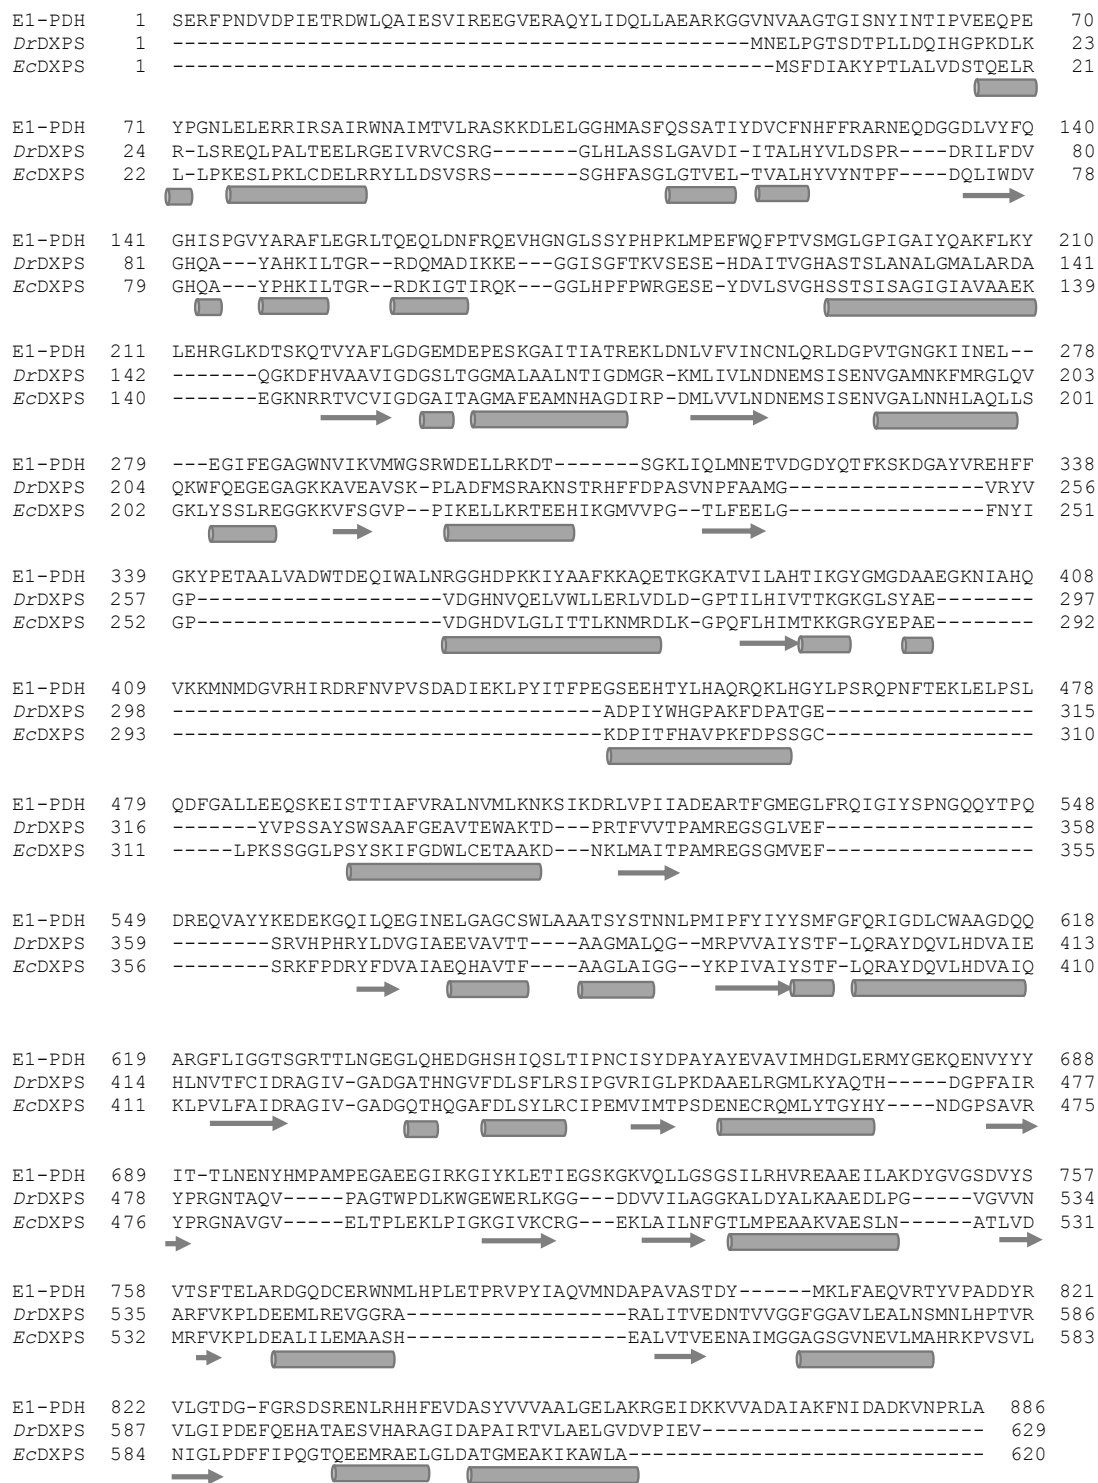 E1-PDH 1 SERFPNDVDPIETRDWLQAIESVIREEGVERAQYLIDQLLAEARKGGVNVAAGTGISNYINTIPVEEQPE 70
DrDXPS 1 ----------------------------------------------------MNELPGTSDTPLLDQIHGPKDLK 23
EcDXPS 1 ------------------------------------------------------MSFDIAKYPTLALVDSTQELR 21
E1-PDH 71 YPGNLELERRIRSAIRWNAIMTVLRASKKDLELGGHMASFQSSATIYDVCFNHFFRARNEQDGGDLVYFQ 140
DrDXPS 24 R-LSREQLPALTEELRGEIVRVCSRG-------GLHLASSLGAVDI-ITALHYVLDSPR----DRILFDV 80
EcDXPS 22 L-LPKESLPKLCDELRRYLLDSVSRS-------SGHFASGLGTVEL-TVALHYVYNTPF----DQLIWDV 78
E1-PDH 141 GHISPGVYARAFLEGRLTQEQLDNFRQEVHGNGLSSYPHPKLMPEFWQFPTVSMGLGPIGAIYQAKFLKY 210
DrDXPS 81 GHQA---YAHKILTGR--RDQMADIKKE---GGISGFTKVSESE-HDAITVGHASTSLANALGMALARDA 141
EcDXPS 79 GHQA---YPHKILTGR--RDKIGTIRQK---GGLHPFPWRGESE-YDVLSVGHSSTSISAGIGIAVAAEK 139
E1-PDH 211 LEHRGLKDTSKQTVYAFLGDGEMDEPESKGAITIATREKLDNLVFVINCNLQRLDGPVTGNGKIINEL-- 278
DrDXPS 142 -------QGKDFHVAAVIGDGSLTGGMALAALNTIGDMGR-KMLIVLNDNEMSISENVGAMNKFMRGLQV 203
EcDXPS 140 -------EGKNRRTVCVIGDGAITAGMAFEAMNHAGDIRP-DMLVVLNDNEMSISENVGALNNHLAQLLS 201
E1-PDH 279 ---EGIFEGAGWNVIKVMWGSRWDELLRKDT-------SGKLIQLMNETVDGDYQTFKSKDGAYVREHFF 338
DrDXPS 204 QKWFQEGEGAGKKAVEAVSK-PLADFMSRAKNSTRHFFDPASVNPFAAMG---------------VRYV 256
EcDXPS 202 GKLYSSLREGGKKVFSGVP--PIKELLKRTEEHIKGMVVPG--TLFEELG---------------FNYI 251
E1-PDH 339 GKYPETAALVADWTDEQIWALNRGGHDPKKIYAAFKKAQETKGKATVILAHTIKGYGMGDAAEGKNIAHQ 408
DrDXPS 257 GP----------------VDGHNVQELVWLLERLVDLD-GPTILHIVTTKGKGLSYAE-------- 297
EcDXPS 252 GP----------------VDGHDVLGLITTLKNMRDLK-GPQFLHIMTKKGRGYEPAE-------- 292
E1-PDH 409 VKKMNMDGVRHIRDRFNVPVSDADIEKLPYITFPEGSEEHTYLHAQRQKLHGYLPSRQPNFTEKLELPSL 478
DrDXPS 298 -----------------------------ADPIYWHGPAKFDPATGE-------------- 315
EcDXPS 293 -----------------------------KDPITFHAVPKFDPSSGC-------------- 310
E1-PDH 479 QDFGALLEEQSKEISTTIAFVRALNVMLKNKSIKDRLVPIIADEARTFGMEGLFRQIGIYSPNGQQYTPQ 548
DrDXPS 316 -------YVPSSAYSWSAAFGEAVTEWAKTD---PRTFVVTPAMREGSGLVEF-------------- 358
EcDXPS 311 ----LPKSSGGLPSYSKIFGDWLCETAAKD---NKLMAITPAMREGSGMVEF-------------- 355
E1-PDH 549 DREQVAYYKEDEKGQILQEGINELGAGCSWLAAATSYSTNNLPMIPFYIYYSMFGFQRIGDLCWAAGDQQ 618
DrDXPS 359 --------SRVHPHRYLDVGIAEEVAVTT----AAGMALQG--MRPVVAIYSTF-LQRAYDQVLHDVAIE 413
EcDXPS 356 --------SRKFPDRYFDVAIAEQHAVTF----AAGLAIGG--YKPIVAIYSTF-LQRAYDQVLHDVAIQ 410
E1-PDH 619 ARGFLIGGTSGRTTLNGEGLQHEDGHSHIQSLTIPNCISYDPAYAYEVAVIMHDGLERMYGEKQENVYYY 688
DrDXPS 414 HLNVTFCIDRAGIV-GADGATHNGVFDLSFLRSIPGVRIGLPKDAAELRGMLKYAQTH-----DGPFAIR 477
EcDXPS 411 KLPVLFAIDRAGIV-GADGQTHQGAFDLSYLRCIPEMVIMTPSDENECRQMLYTGYHY----NDGPSAVR 475
E1-PDH 689 IT-TLNENYHMPAMPEGAEEGIRKGIYKLETIEGSKGKVQLLGSGSILRHVREAAEILAKDYGVGSDVYS 757
DrDXPS 478 YPRGNTAQV-----PAGTWPDLKWGEWERLKGG---DDVVILAGGKALDYALKAAEDLPG-----VGVVN 534
EcDXPS 476 YPRGNAVGV-----ELTPLEKLPIGKGIVKCRG---EKLAILNFGTLMPEAAKVAESLN------ATLVD 531
E1-PDH 758 VTSFTELARDGQDCERWNMLHPLETPRVPYIAQVMNDAPAVASTDY------MKLFAEQVRTYVPADDYR 821
DrDXPS 535 ARFVKPLDEEMLREVGGRA---------------RALITVEDNTVVGGFGGAVLEALNSMNLHPTVR 586
EcDXPS 532 MRFVKPLDEALILEMAASH---------------EALVTVEENAIMGGAGSGVNEVLMAHRKPVSVL 583
E1-PDH 822 VLGTDG-FGRSDSRENLRHHFEVDASYVVVAALGELAKRGEIDKKVVADAIAKFNIDADKVNPRLA 886
DrDXPS 587 VLGIPDEFQEHATAESVHARAGIDAPAIRTVLAELGVDVPIEV----------------------- 629
EcDXPS 584 NIGLPDFFIPQGTQEEMRAELGLDATGMEAKIKAWLA------------------------ 620